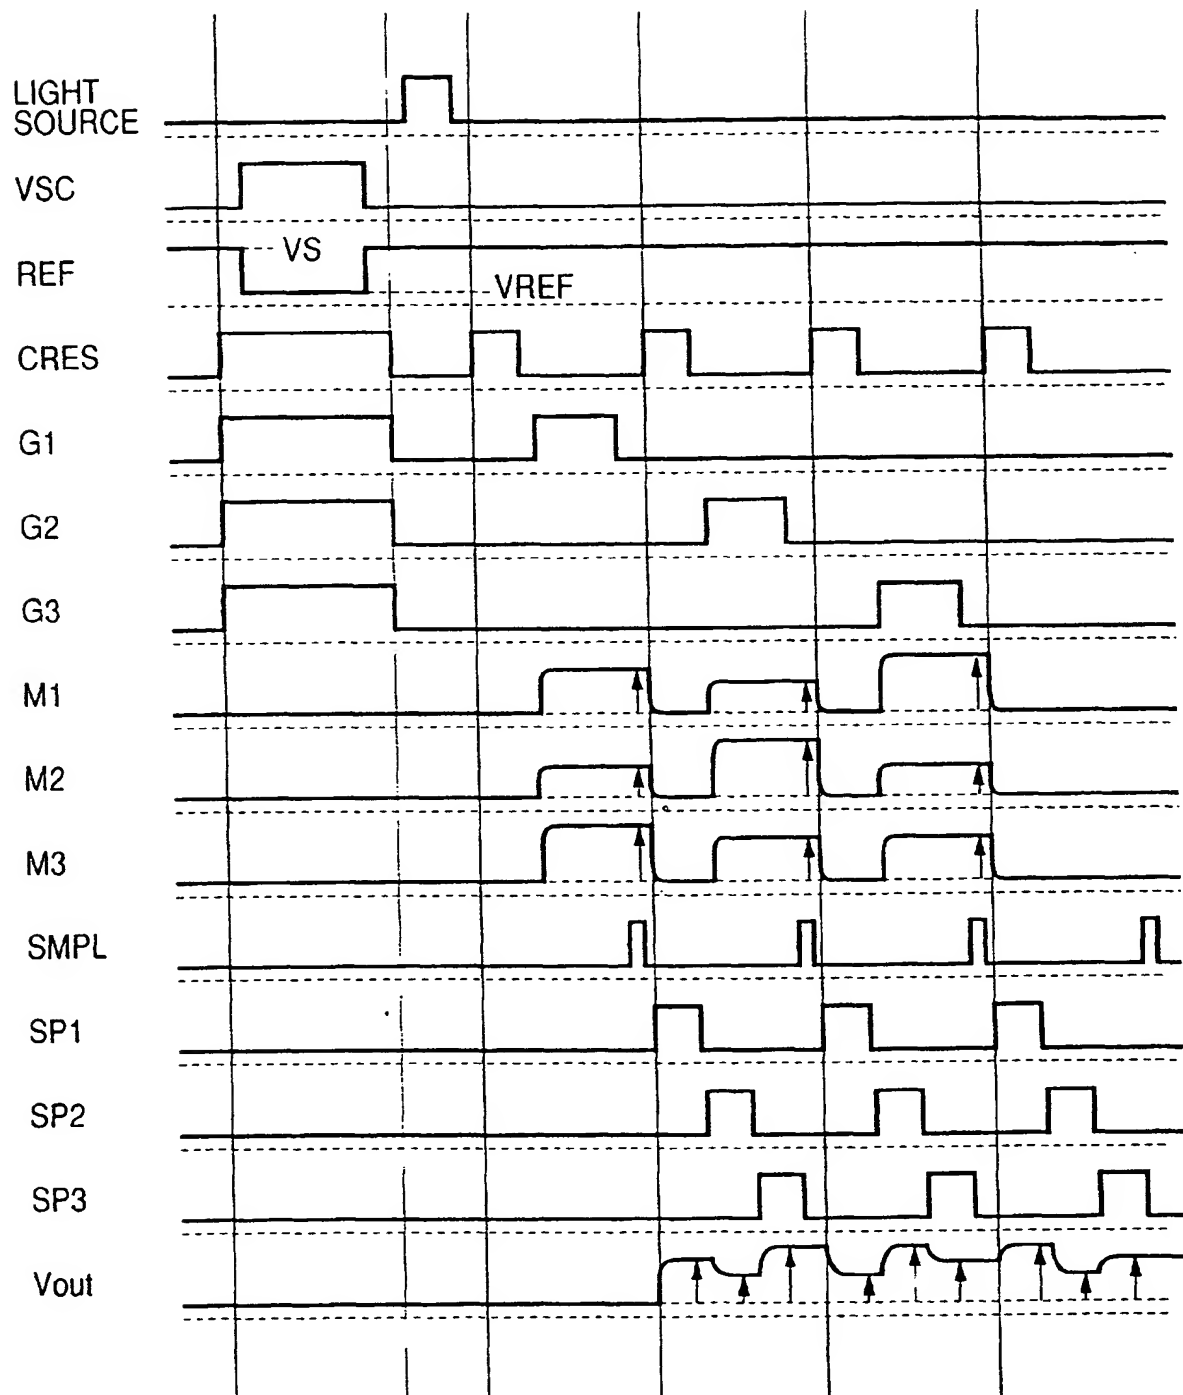 LIGHT
SOURCE
VSC
VS
REF
VREF
CRES
G1
G2
G3
M1
M2
M3
SMPL
SP1
SP2
SP3
Vout